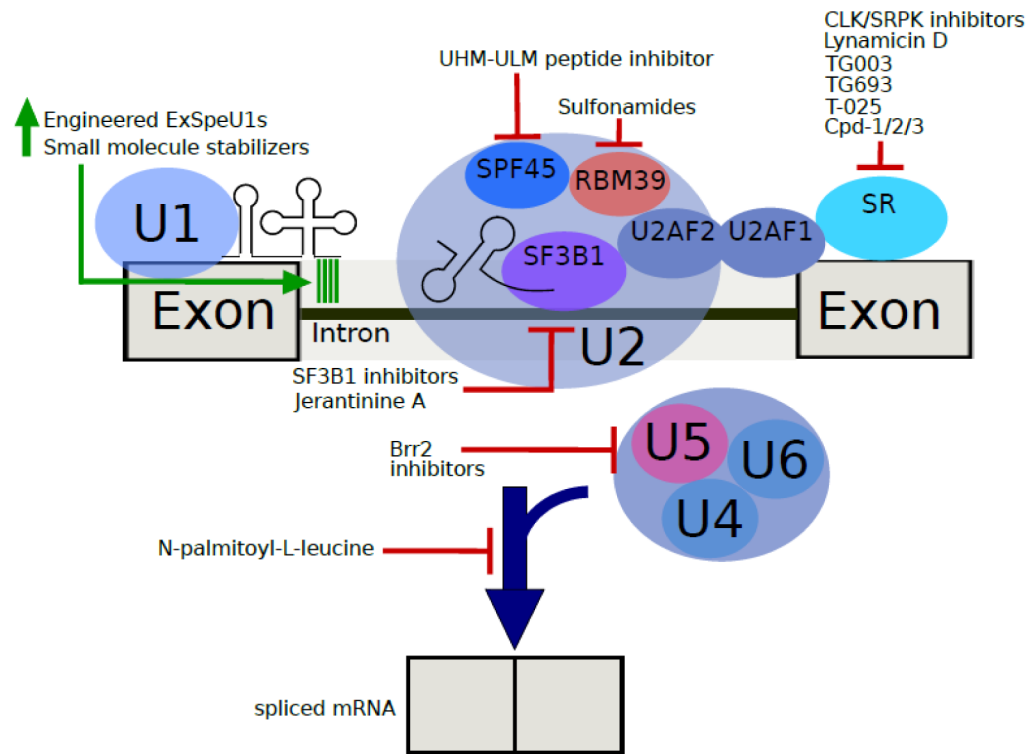 CLK/SRPK inhibitors
Lynamicin D
TG003
TG693
T-025
Cpd-1/2/3
UHM-ULM peptide inhibitor
Sulfonamides
Engineered ExSpeU1s
Small molecule stabilizers
SPF45
RBM39
U1
SR
U2AF2
U2AF1
SF3B1
Exon
Exon
Intron
U2
SF3B1 inhibitors
Jerantinine A
Brr2
inhibitors
U5
U6
U4
N-palmitoyl-L-leucine
spliced mRNA